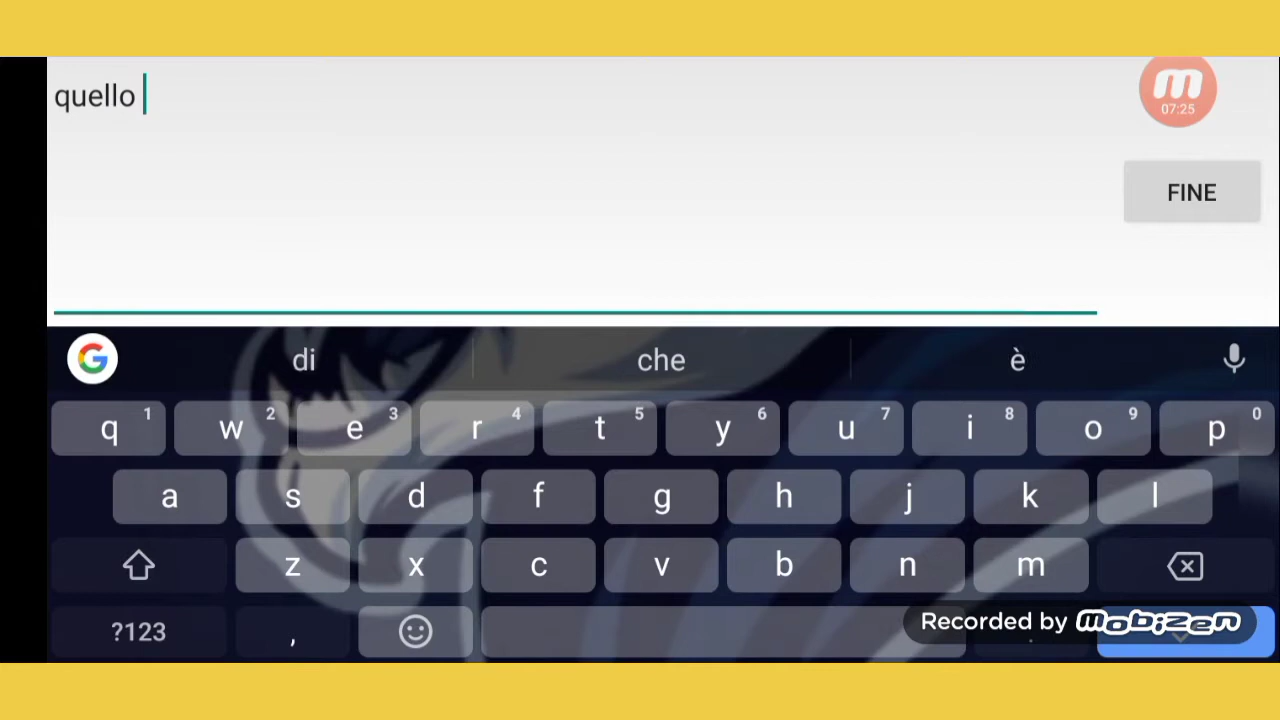 quello
07:25
FINE
di che è
q 1 w 2 e 3 r 4 t 5 y 6 u 7 i 8 o 9 p 0
a s d f g h j k l
z x c v b n m
?123 , .
Recorded by mobizen